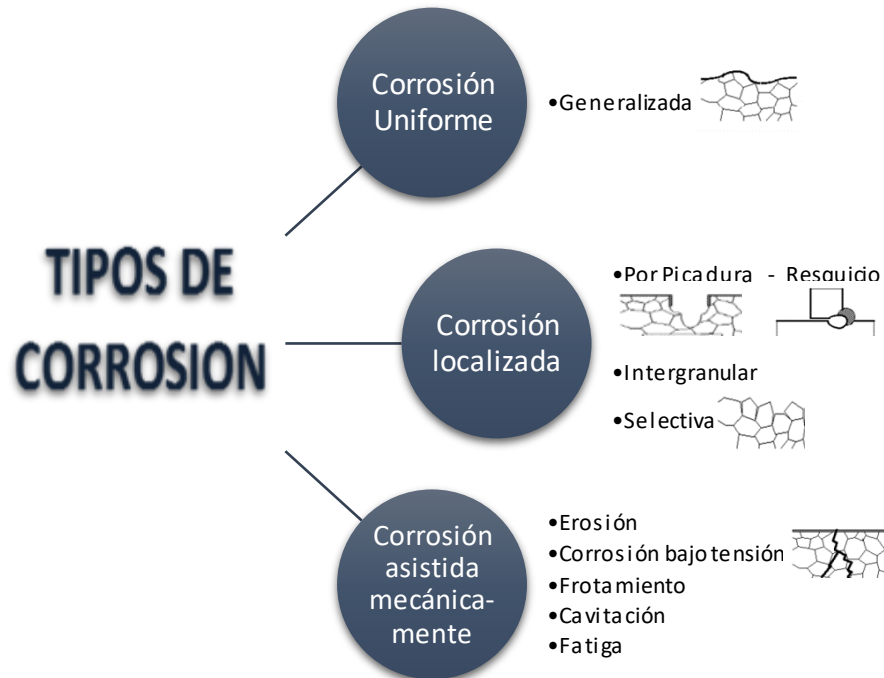 TIPOS DE
CORROSION
Corrosión
Uniforme
•Generalizada
Corrosión
localizada
•Por Picadura - Resquicio
•Intergranular
•Selectiva
Corrosión
asistida
mecánica-
mente
•Erosión
•Corrosión bajo tensión
•Frotamiento
•Cavitación
•Fatiga